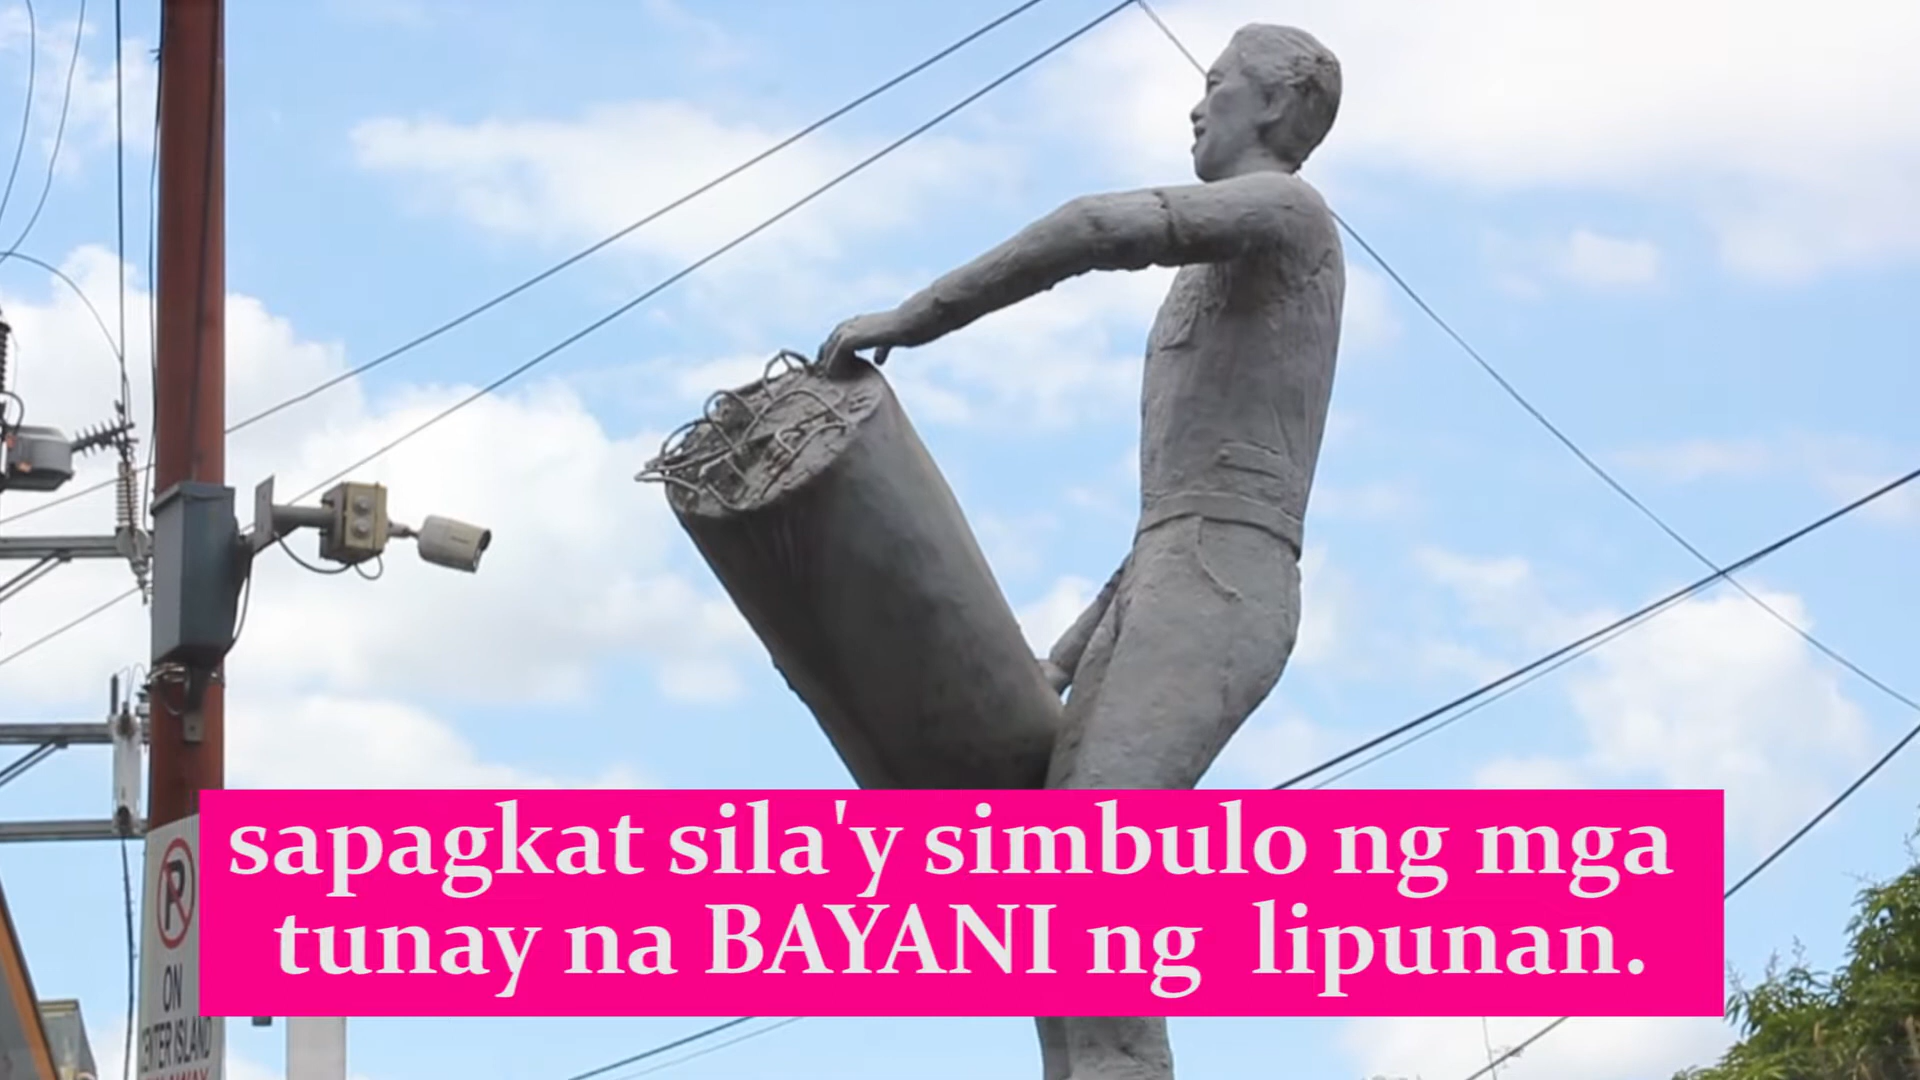 sapagkat sila'y simbulo ng mga
tunay na BAYANI ng lipunan.
ON
CENTER ISLAND